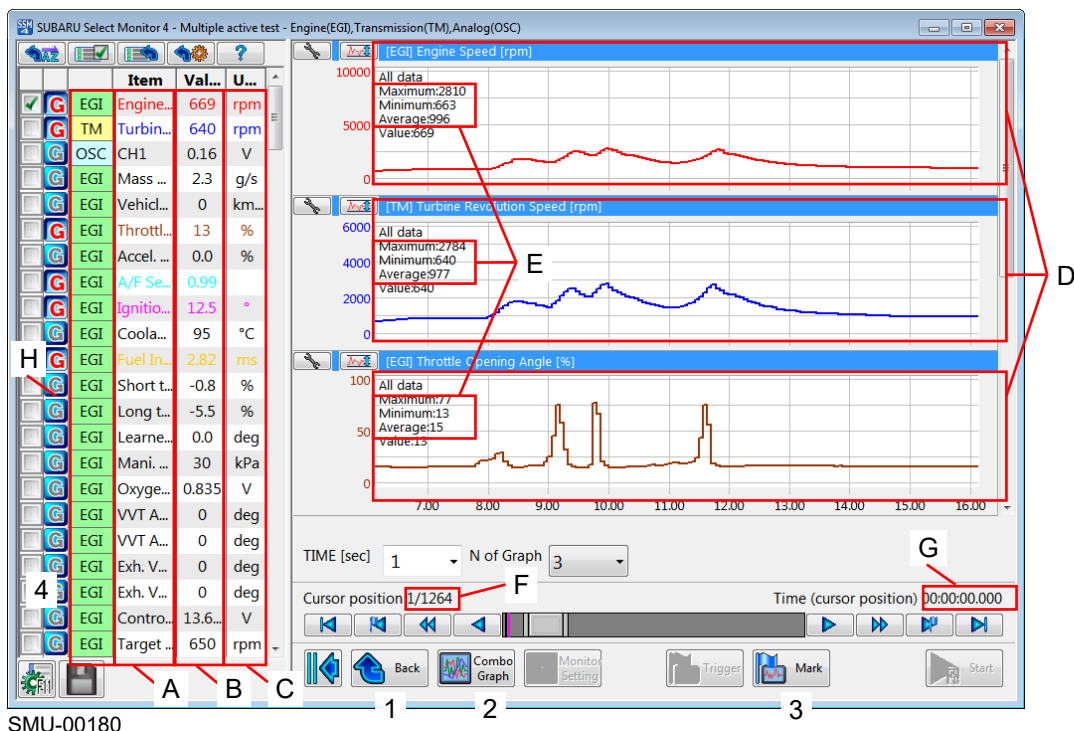 SSM SUBARU Select Monitor 4 - Multiple active test - Engine(EGI),Transmission(TM),Analog(OSC)
AZ ?
Item Val... U...
G EGI Engine... 669 rpm
G TM Turbin... 640 rpm
G OSC CH1 0.16 V
G EGI Mass ... 2.3 g/s
G EGI Vehicl... 0 km...
G EGI Throttl... 13 %
G EGI Accel. ... 0.0 %
G EGI A/F Se... 0.99
G EGI Ignitio... 12.5 °
G EGI Coola... 95 °C
H G EGI Fuel In... 2.82 ms
G EGI Short t... -0.8 %
G EGI Long t... -5.5 %
G EGI Learne... 0.0 deg
G EGI Mani. ... 30 kPa
G EGI Oxyge... 0.835 V
G EGI VVT A... 0 deg
G EGI VVT A... 0 deg
G EGI Exh. V... 0 deg
4 G EGI Exh. V... 0 deg
G EGI Contro... 13.6... V
G EGI Target ... 650 rpm
F11
A B C
[EGI] Engine Speed [rpm]
10000
5000
0
All data
Maximum:2810
Minimum:663
Average:996
Value:669
[TM] Turbine Revolution Speed [rpm]
6000
4000
2000
0
All data
Maximum:2784
Minimum:640
Average:977
Value:640
E
D
[EGI] Throttle Opening Angle [%]
100
50
0
All data
Maximum:77
Minimum:13
Average:15
Value:13
7.00 8.00 9.00 10.00 11.00 12.00 13.00 14.00 15.00 16.00
TIME [sec] 1 N of Graph 3
F G
Cursor position 1/1264 Time (cursor position) 00:00:00.000
Back Combo Graph Monitor Setting Trigger Mark Start
1 2 3
SMU-00180